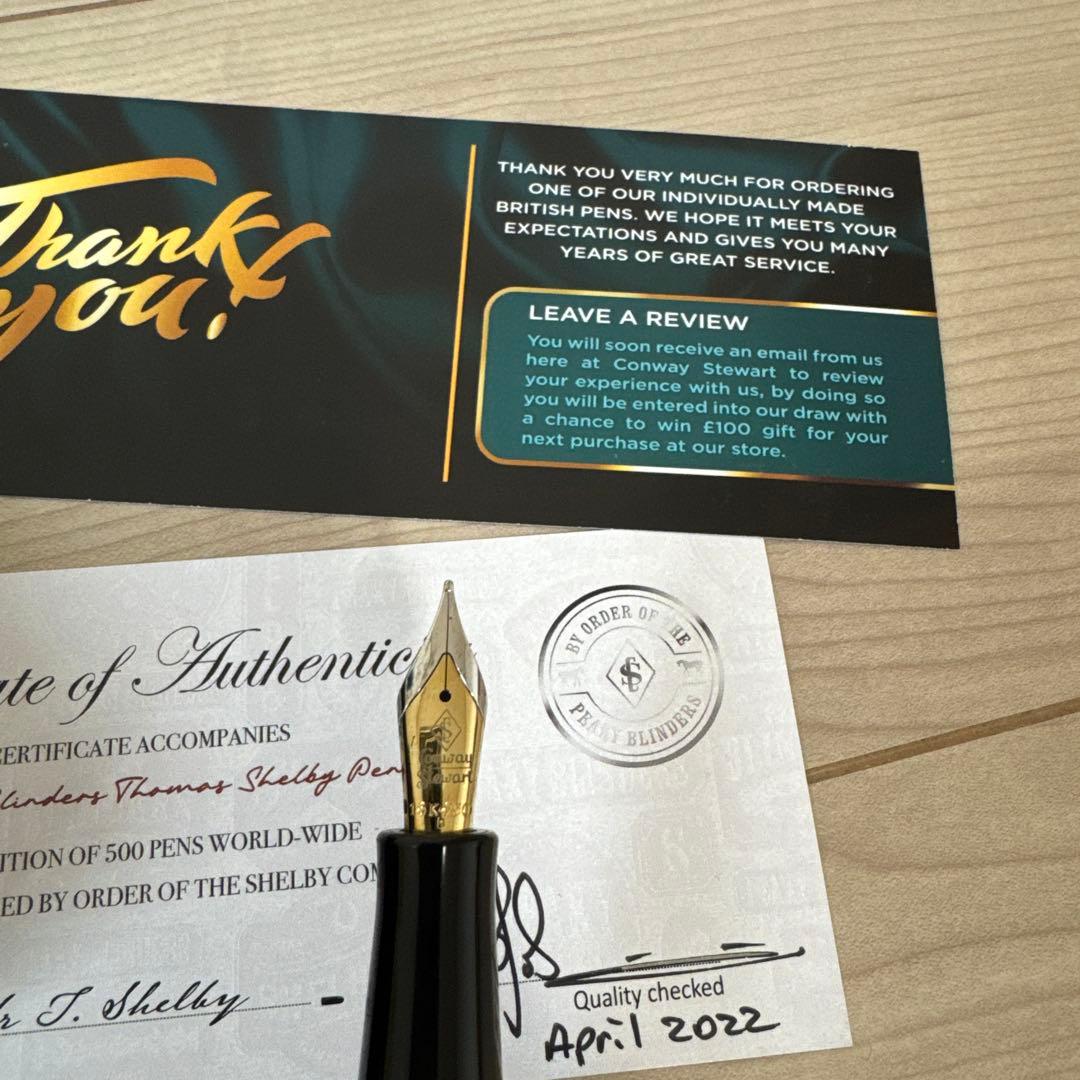 Thank
you!
THANK YOU VERY MUCH FOR ORDERING
ONE OF OUR INDIVIDUALLY MADE
BRITISH PENS. WE HOPE IT MEETS YOUR
EXPECTATIONS AND GIVES YOU MANY
YEARS OF GREAT SERVICE.
LEAVE A REVIEW
You will soon receive an email from us
here at Conway Stewart to review
your experience with us, by doing so
you will be entered into our draw with
a chance to win £100 gift for your
next purchase at our store.
ate of Authentic
CERTIFICATE ACCOMPANIES
linders Thomas Shelby Pen
ITION OF 500 PENS WORLD-WIDE
ED BY ORDER OF THE SHELBY COM
r T. Shelby
BY ORDER OF THE
PEAKY BLINDERS
Conway
Stewart
Quality checked
April 2022